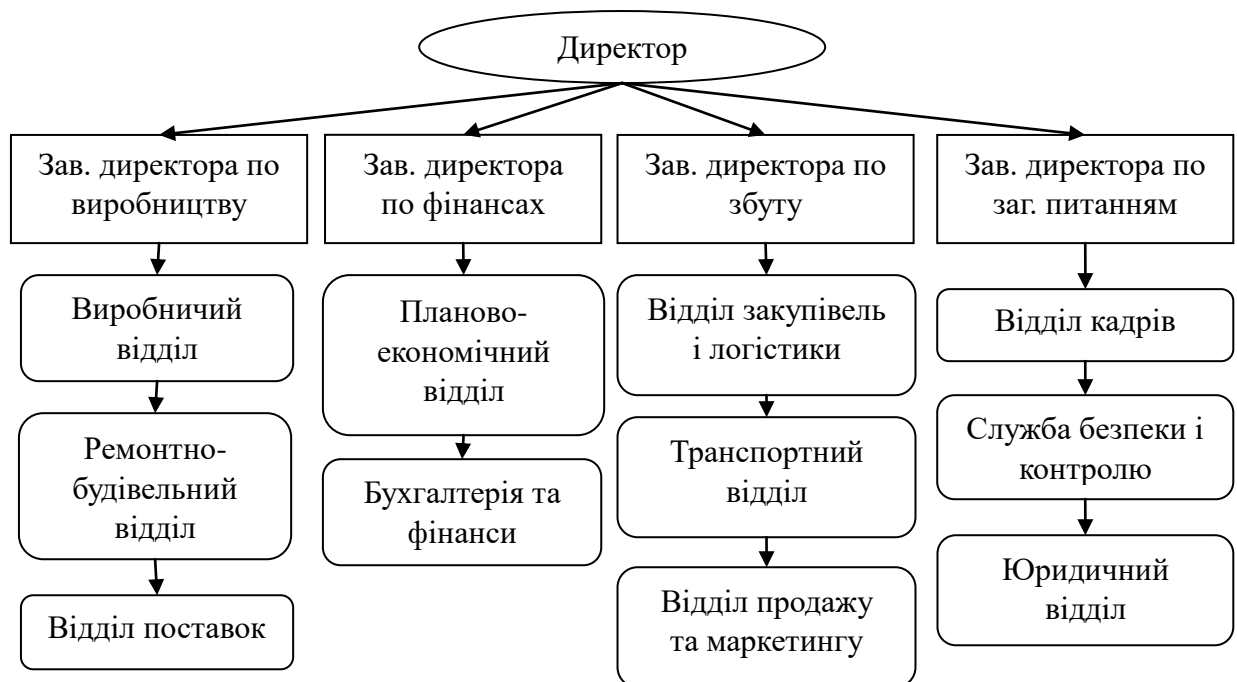 Директор
Зав. директора по
виробництву
Зав. директора
по фінансах
Зав. директора по
збуту
Зав. директора по
заг. питанням
Виробничий
відділ
Ремонтно-
будівельний
відділ
Відділ поставок
Планово-
економічний
відділ
Бухгалтерія та
фінанси
Відділ закупівель
і логістики
Транспортний
відділ
Відділ продажу
та маркетингу
Відділ кадрів
Служба безпеки і
контролю
Юридичний
відділ